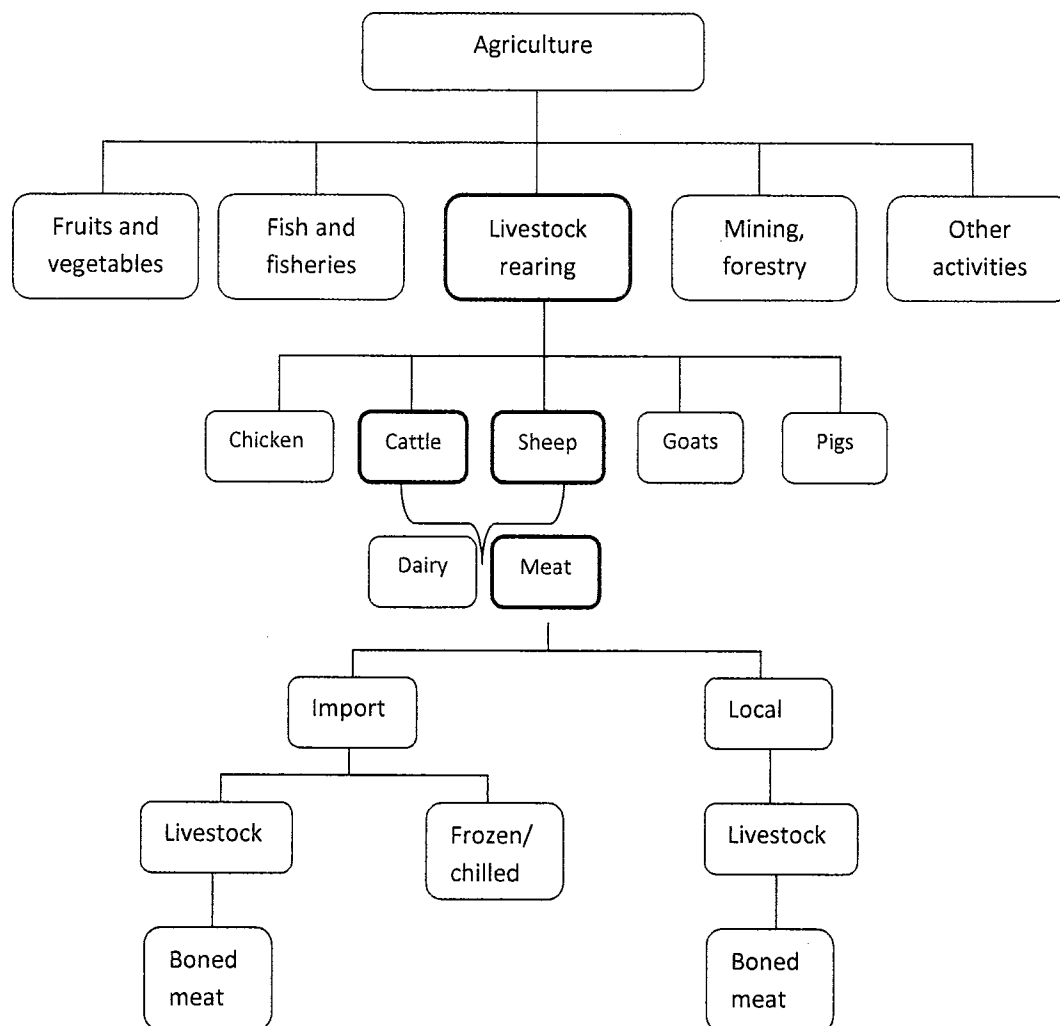 Agriculture
Fruits and
vegetables
Fish and
fisheries
Livestock
rearing
Mining,
forestry
Other
activities
Chicken
Cattle
Sheep
Goats
Pigs
Dairy
Meat
Import
Local
Livestock
Frozen/
chilled
Livestock
Boned
meat
Boned
meat